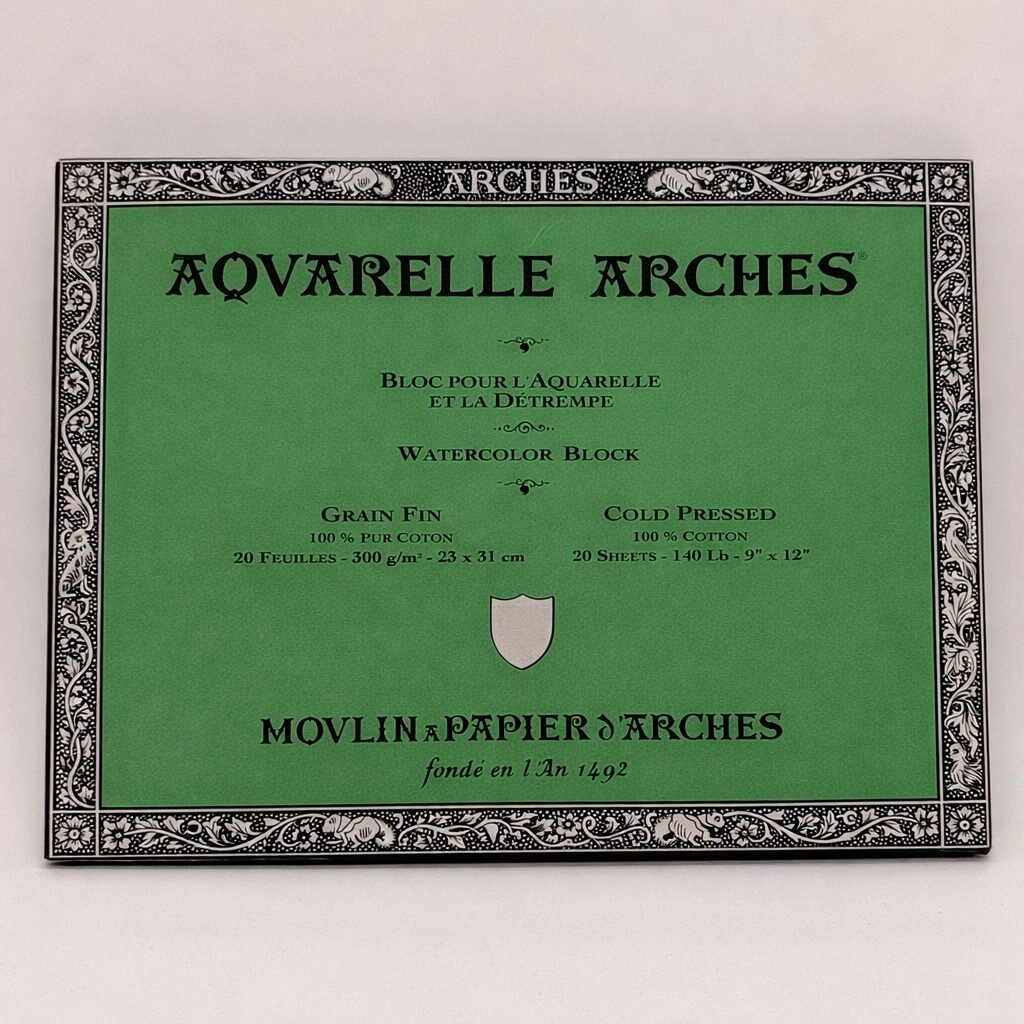 ARCHES
AQVARELLE ARCHES®
BLOC POUR L'AQUARELLE
ET LA DÉTREMPE
WATERCOLOR BLOCK
GRAIN FIN
100 % PUR COTON
20 FEUILLES - 300 g/m² - 23 x 31 cm
COLD PRESSED
100 % COTTON
20 SHEETS - 140 Lb - 9" x 12"
MOVLIN A PAPIER d'ARCHES
fondé en l'An 1492